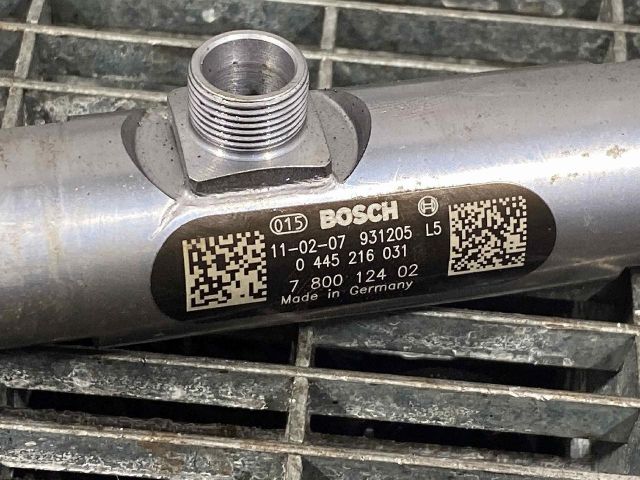 015 BOSCH
11-02-07 931205 L5
0 445 216 031
7 800 124 02
Made in Germany